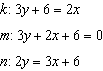 k: 3y + 6 = 2x
m: 3y + 2x + 6 = 0
n: 2y = 3x + 6